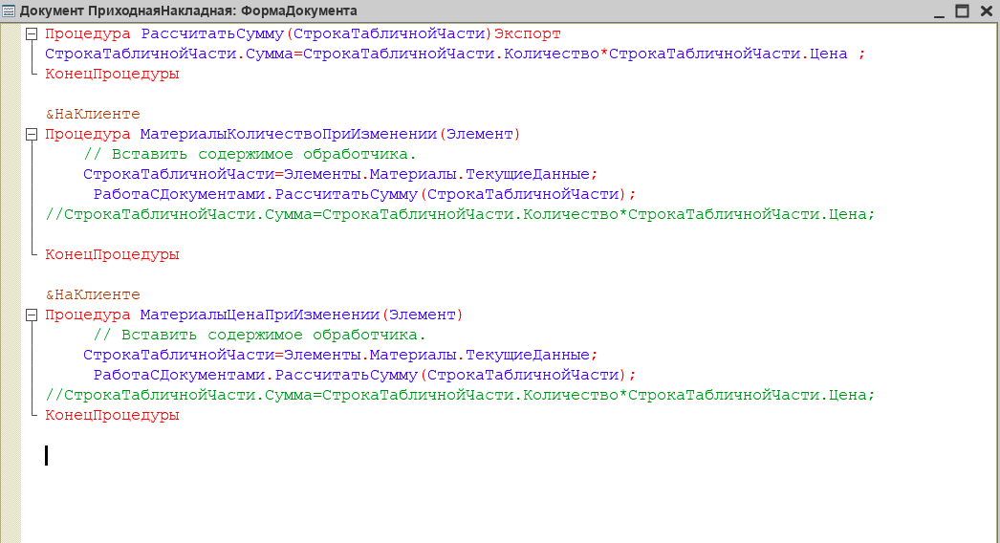 Документ ПриходнаяНакладная: ФормаДокумента
Процедура РассчитатьСумму(СтрокаТабличнойЧасти)Экспорт
СтрокаТабличнойЧасти.Сумма=СтрокаТабличнойЧасти.Количество*СтрокаТабличнойЧасти.Цена ;
КонецПроцедуры
&НаКлиенте
Процедура МатериалыКоличествоПриИзменении(Элемент)
// Вставить содержимое обработчика.
СтрокаТабличнойЧасти=Элементы.Материалы.ТекущиеДанные;
РаботаСДокументами.РассчитатьСумму(СтрокаТабличнойЧасти);
//СтрокаТабличнойЧасти.Сумма=СтрокаТабличнойЧасти.Количество*СтрокаТабличнойЧасти.Цена;
КонецПроцедуры
&НаКлиенте
Процедура МатериалыЦенаПриИзменении(Элемент)
// Вставить содержимое обработчика.
СтрокаТабличнойЧасти=Элементы.Материалы.ТекущиеДанные;
РаботаСДокументами.РассчитатьСумму(СтрокаТабличнойЧасти);
//СтрокаТабличнойЧасти.Сумма=СтрокаТабличнойЧасти.Количество*СтрокаТабличнойЧасти.Цена;
КонецПроцедуры